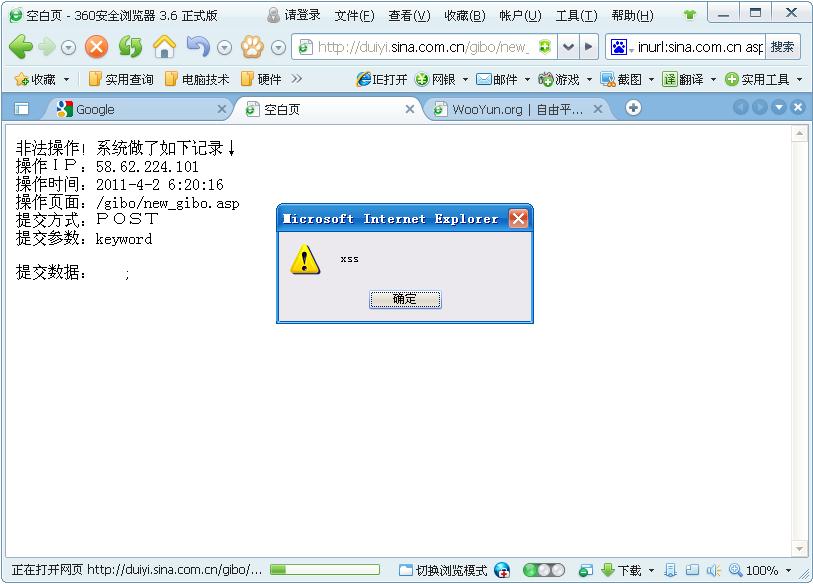 空白页 - 360安全浏览器 3.6 正式版 请登录 文件(F) 查看(V) 收藏(B) 帐户(U) 工具(T) 帮助(H)
http://duiyi.sina.com.cn/gibo/new_ inurl:sina.com.cn asp 搜索
收藏 实用查询 电脑技术 硬件 >> IE打开 网银 邮件 游戏 截图 翻译 实用工具
Google 空白页 WooYun.org | 自由平...
非法操作！系统做了如下记录↓
操作ＩＰ：58.62.224.101
操作时间：2011-4-2 6:20:16
操作页面：/gibo/new_gibo.asp
提交方式：ＰＯＳＴ
提交参数：keyword
提交数据： ;
Microsoft Internet Explorer
xss
确定
正在打开网页 http://duiyi.sina.com.cn/gibo/... 切换浏览模式 下载 100%